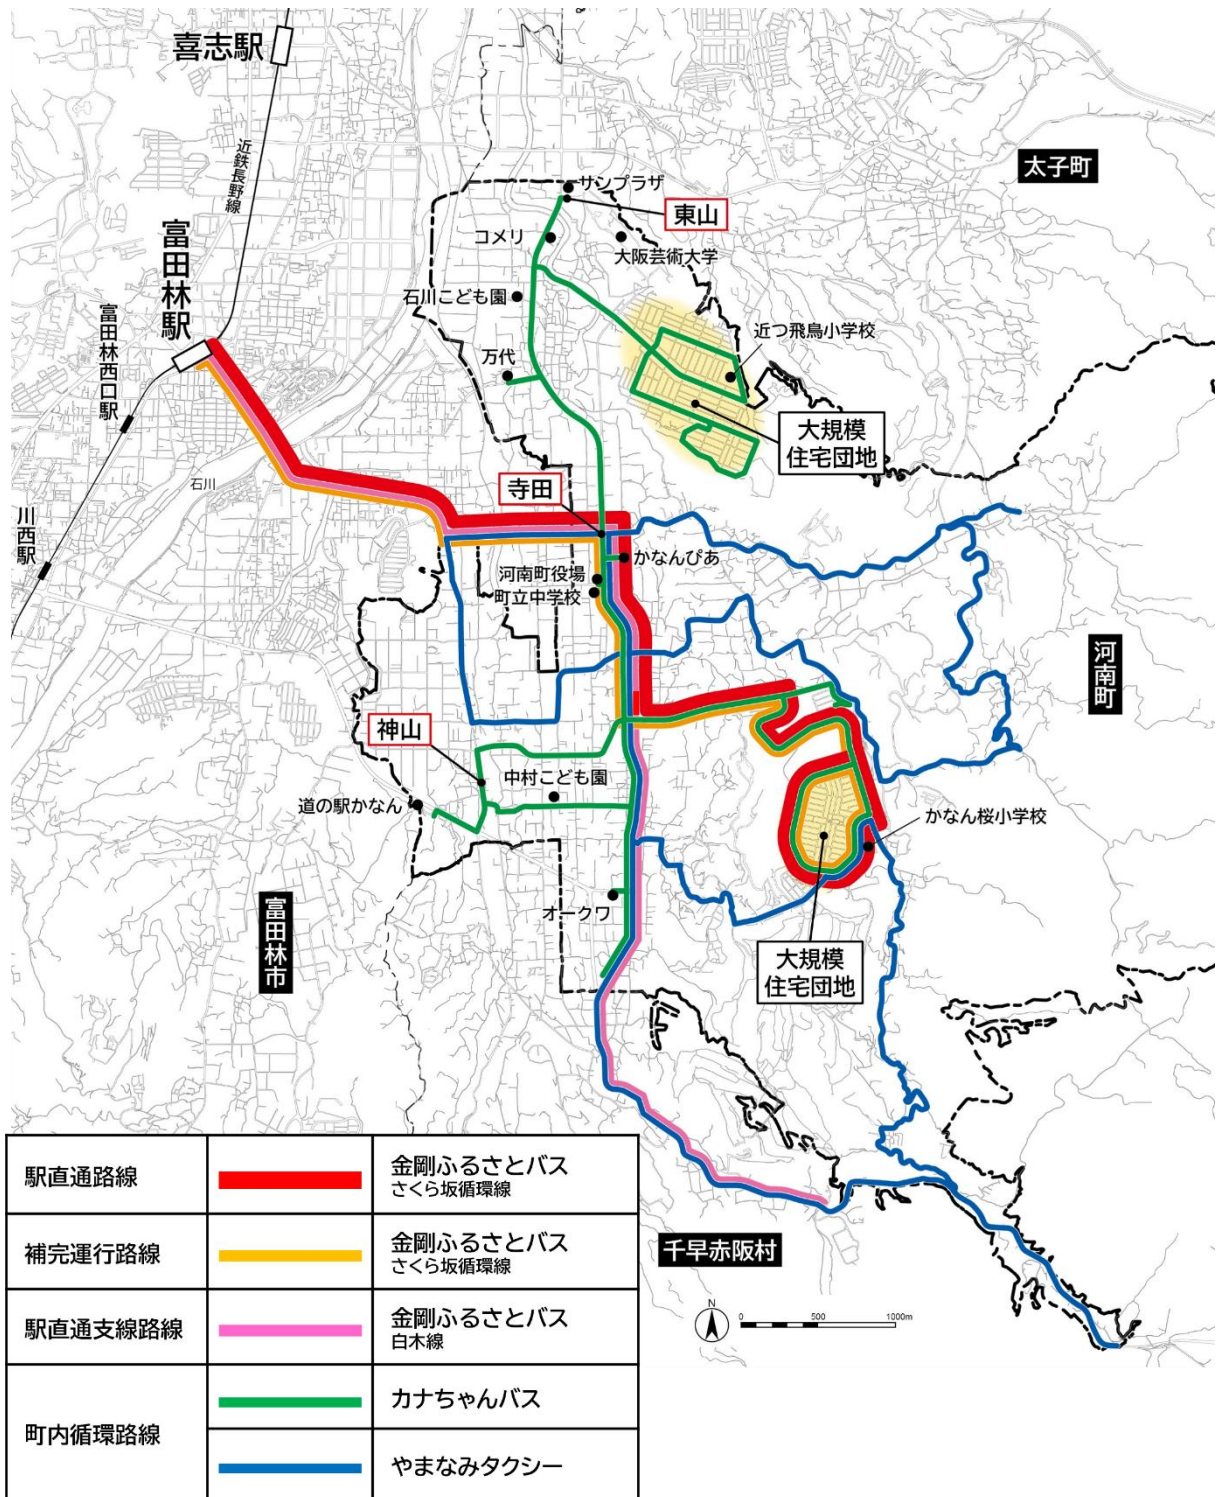 喜志駅
近鉄長野線
太子町
サンプラザ
東山
コメリ
大阪芸術大学
富田林駅
石川こども園
富田林西口駅
近つ飛鳥小学校
万代
大規模
住宅団地
寺田
石川
川西駅
かなんぴあ
河南町役場
町立中学校
河南町
神山
中村こども園
道の駅かなん
かなん桜小学校
富田林市
オークワ
大規模
住宅団地
千早赤阪村
N
0 500 1000m
駅直通路線
金剛ふるさとバス
さくら坂循環線
補完運行路線
金剛ふるさとバス
さくら坂循環線
駅直通支線路線
金剛ふるさとバス
白木線
町内循環路線
カナちゃんバス
やまなみタクシー